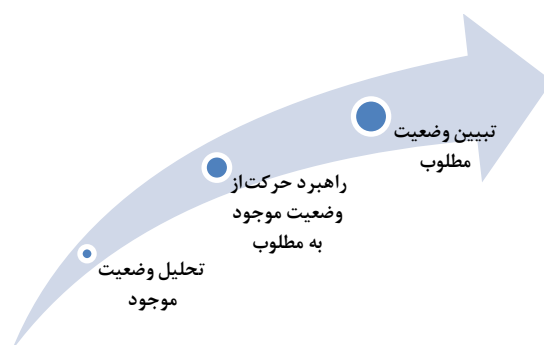 تبیین وضعیت
مطلوب
راهبرد حرکت از
وضعیت موجود
به مطلوب
تحلیل وضعیت
موجود